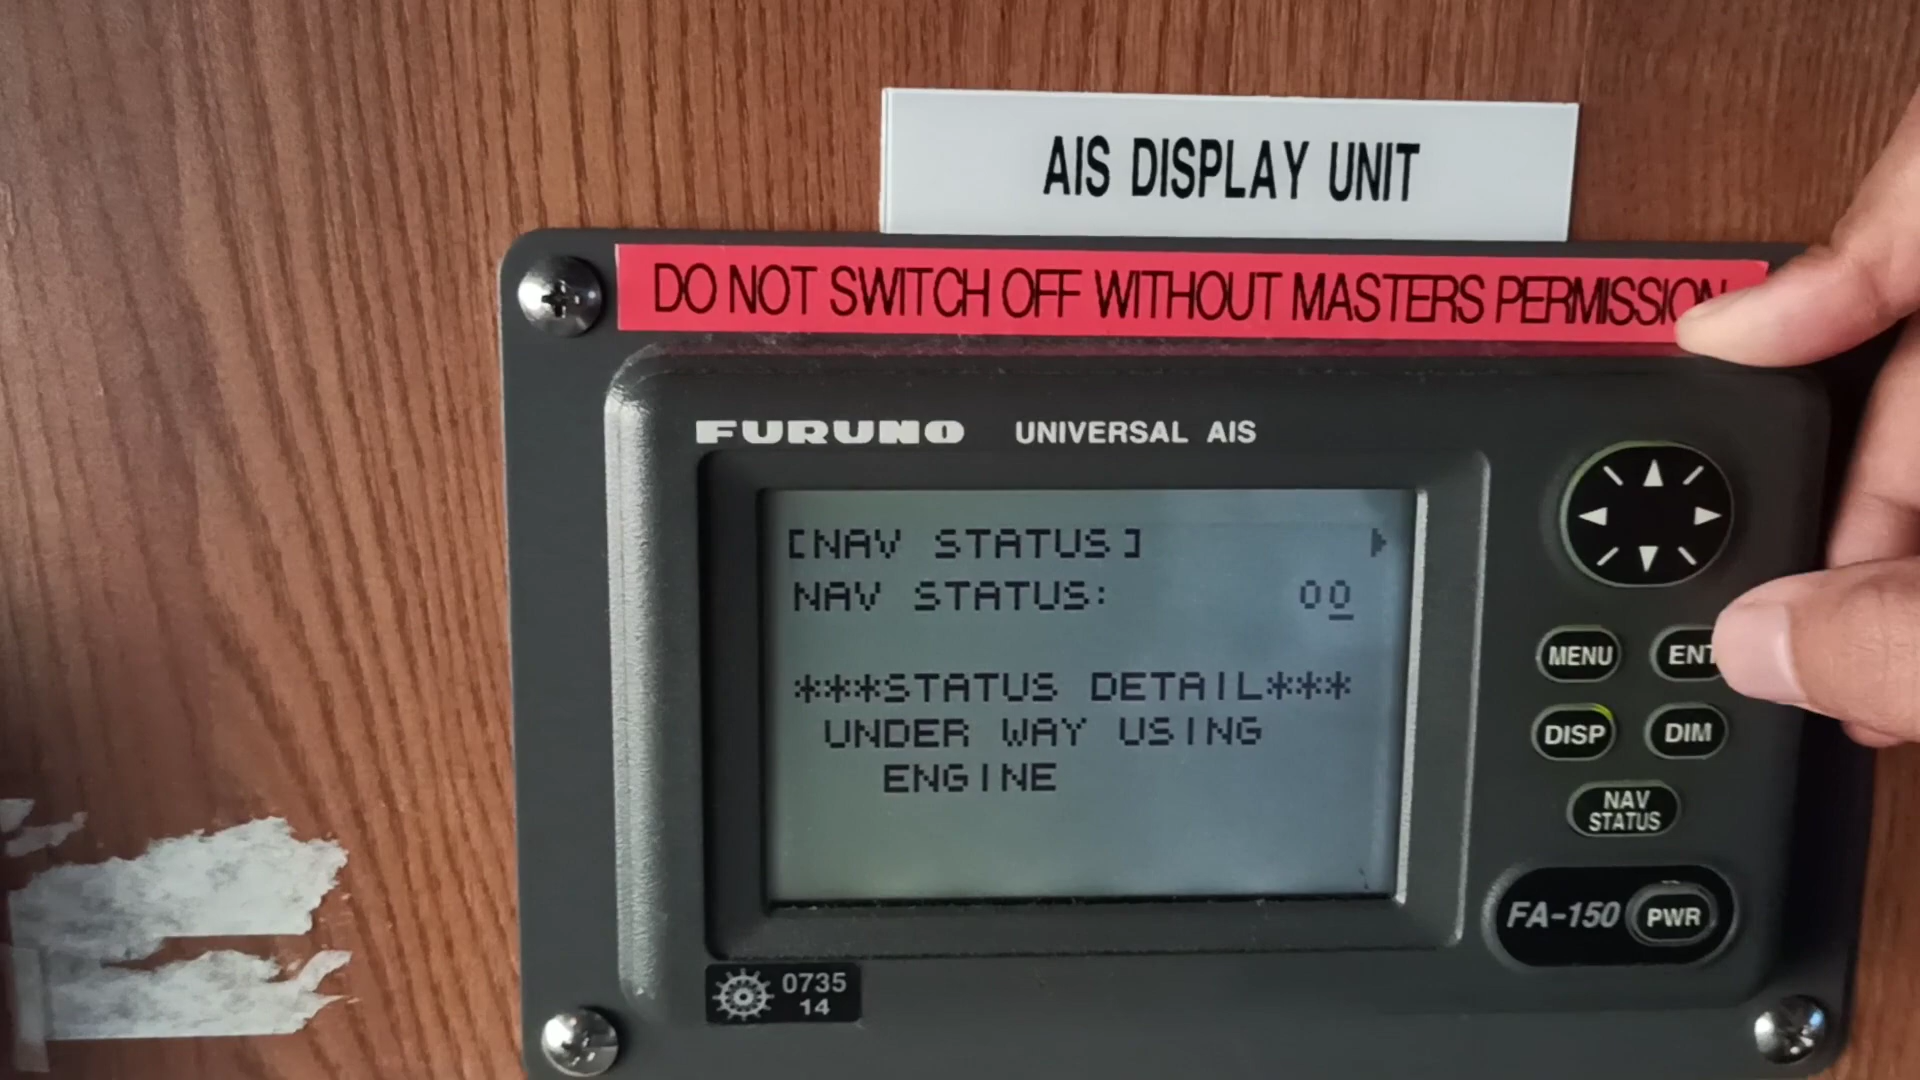 AIS DISPLAY UNIT
DO NOT SWITCH OFF WITHOUT MASTERS PERMISSION
FURUNO UNIVERSAL AIS
[NAV STATUS]
NAV STATUS: 00
***STATUS DETAIL***
UNDER WAY USING
ENGINE
MENU ENT
DISP DIM
NAV
STATUS
FA-150 PWR
0735
14